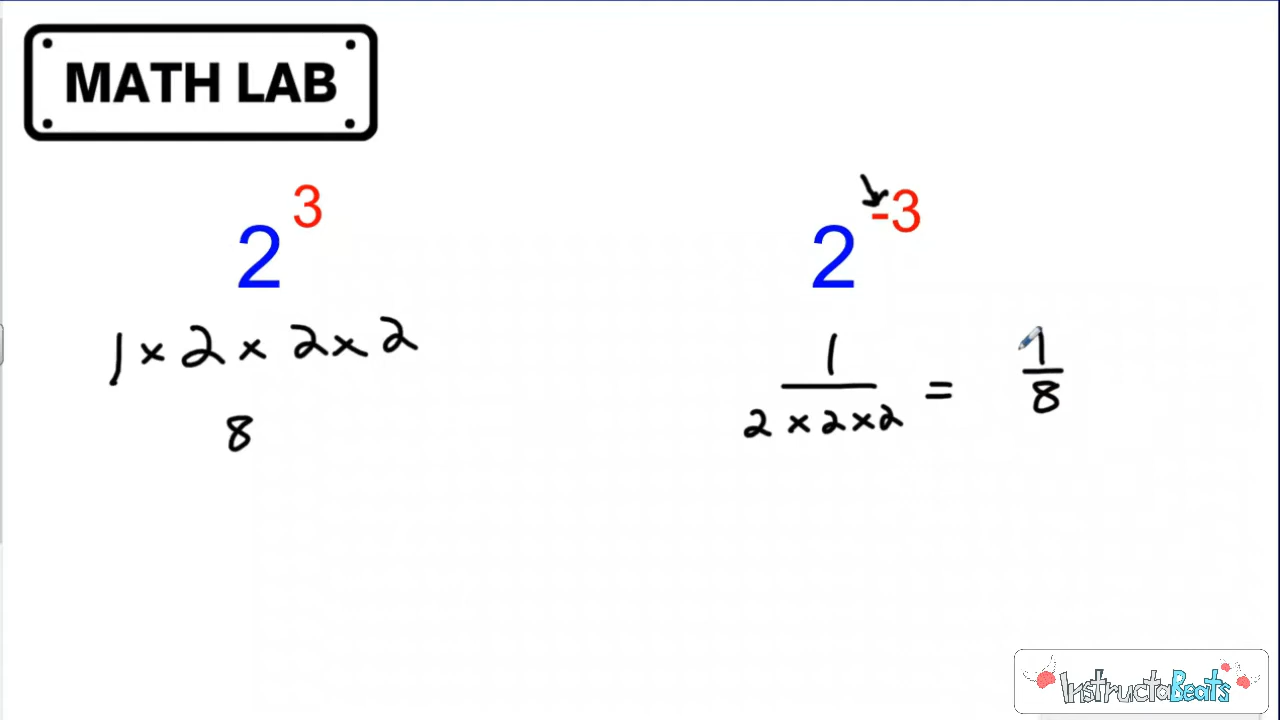 MATH LAB
2^3
1 × 2 × 2 × 2
8
2^-3
1
2 × 2 × 2
=
1
8
InstructaBeats